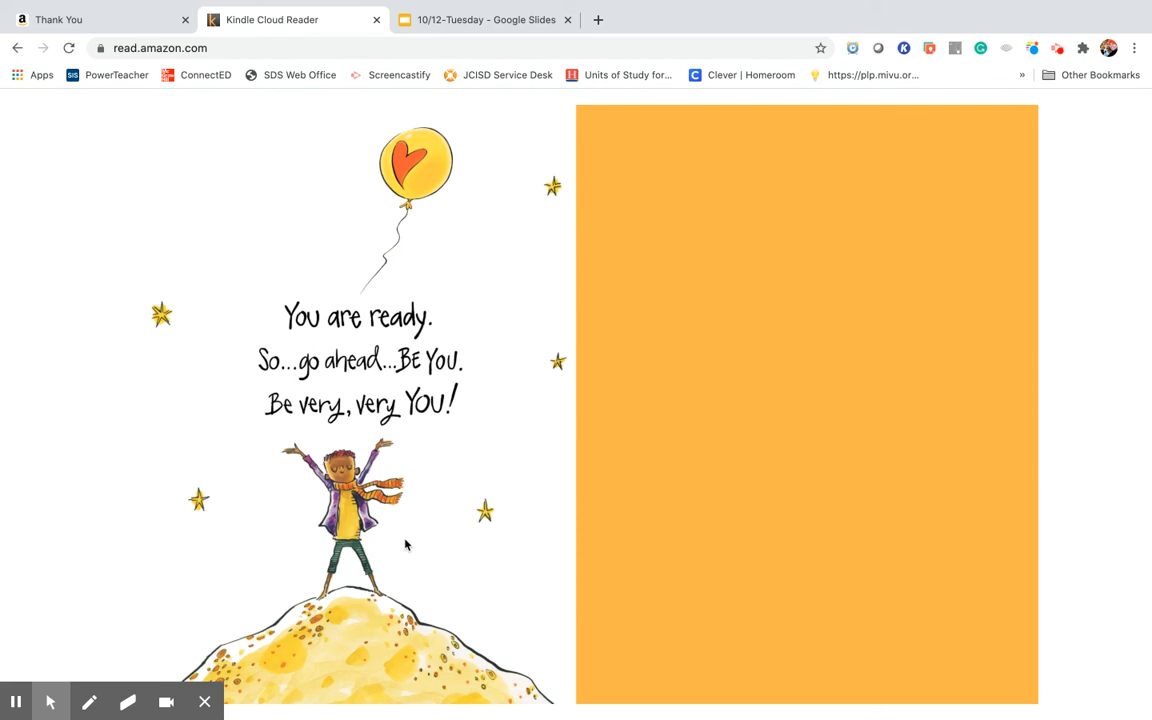 Thank You
Kindle Cloud Reader
10/12-Tuesday - Google Slides
read.amazon.com
Apps
SIS PowerTeacher
ConnectED
SDS Web Office
Screencastify
JCISD Service Desk
H Units of Study for...
C Clever | Homeroom
https://plp.mivu.or...
»
Other Bookmarks
You are ready.
So...go ahead...BE YOU.
Be very, very YOU!